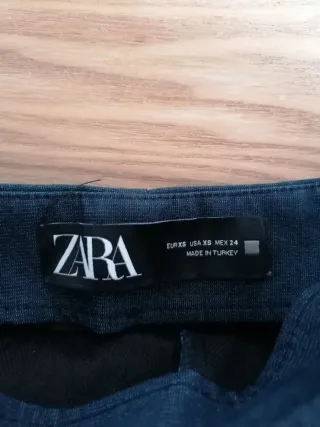 ZARA
EUR XS USA XS MEX 24
MADE IN TURKEY